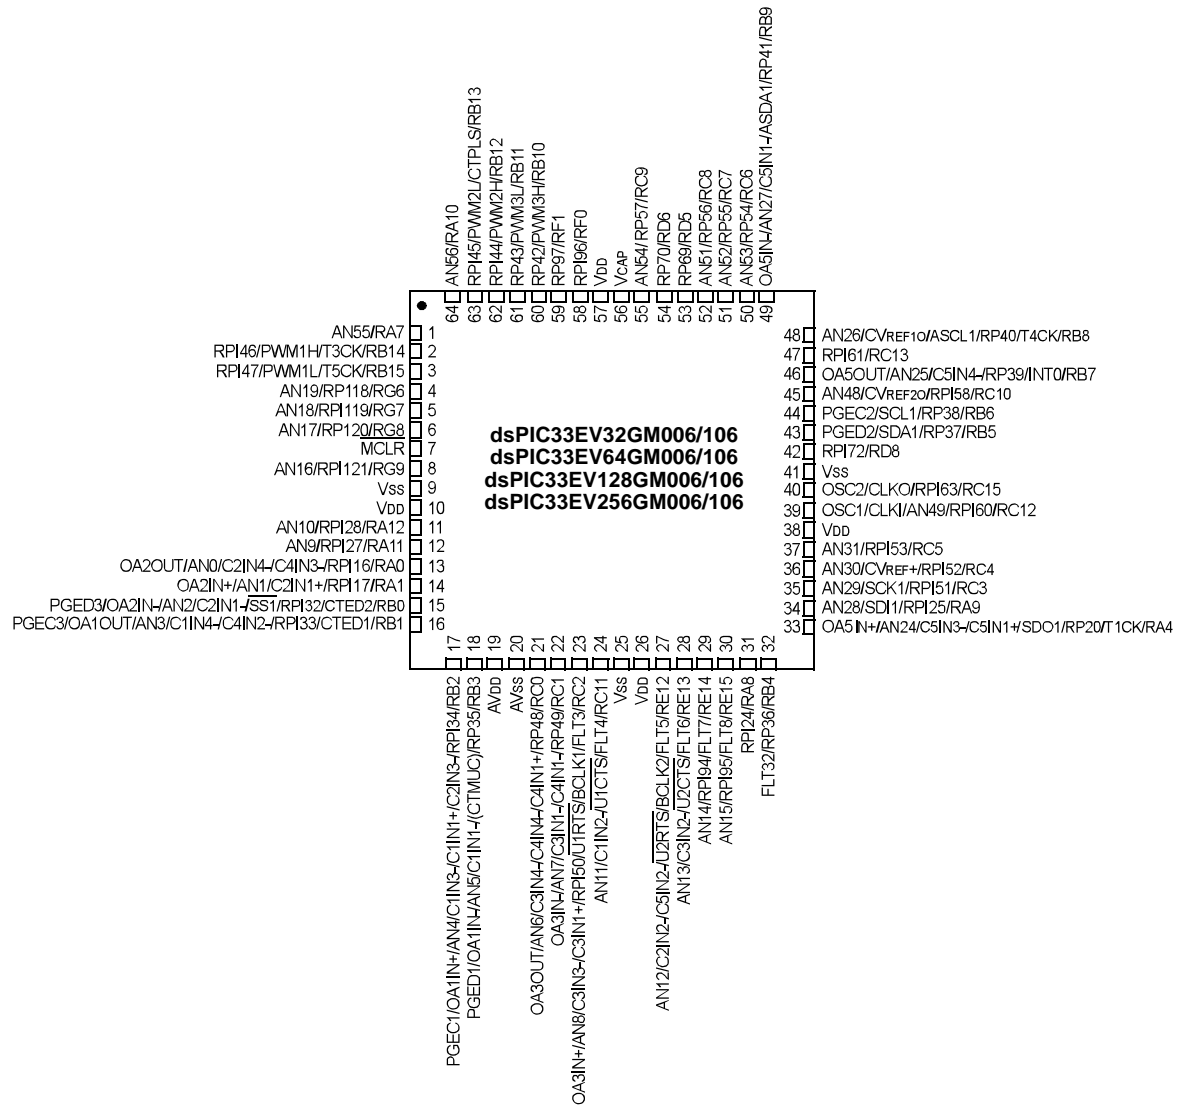 AN56/RA10
RPI45/PWM2L/CTPLS/RB13
RPI44/PWM2H/RB12
RP43/PWM3L/RB11
RP42/PWM3H/RB10
RP97/RF1
RPI96/RF0
VDD
VCAP
AN54/RP57/RC9
RP70/RD6
RP69/RD5
AN51/RP56/RC8
AN52/RP55/RC7
AN53/RP54/RC6
OA5IN-/AN27/C5IN1-/ASDA1/RP41/RB9
64 63 62 61 60 59 58 57 56 55 54 53 52 51 50 49
AN55/RA7 1
RPI46/PWM1H/T3CK/RB14 2
RPI47/PWM1L/T5CK/RB15 3
AN19/RP118/RG6 4
AN18/RPI119/RG7 5
AN17/RP120/RG8 6
MCLR 7
AN16/RPI121/RG9 8
VSS 9
VDD 10
AN10/RPI28/RA12 11
AN9/RPI27/RA11 12
OA2OUT/AN0/C2IN4-/C4IN3-/RPI16/RA0 13
OA2IN+/AN1/C2IN1+/RPI17/RA1 14
PGED3/OA2IN-/AN2/C2IN1-/SS1/RPI32/CTED2/RB0 15
PGEC3/OA1OUT/AN3/C1IN4-/C4IN2-/RPI33/CTED1/RB1 16
dsPIC33EV32GM006/106
dsPIC33EV64GM006/106
dsPIC33EV128GM006/106
dsPIC33EV256GM006/106
48 AN26/CVREF1O/ASCL1/RP40/T4CK/RB8
47 RPI61/RC13
46 OA5OUT/AN25/C5IN4-/RP39/INT0/RB7
45 AN48/CVREF2O/RPI58/RC10
44 PGEC2/SCL1/RP38/RB6
43 PGED2/SDA1/RP37/RB5
42 RPI72/RD8
41 VSS
40 OSC2/CLKO/RPI63/RC15
39 OSC1/CLKI/AN49/RPI60/RC12
38 VDD
37 AN31/RPI53/RC5
36 AN30/CVREF+/RPI52/RC4
35 AN29/SCK1/RPI51/RC3
34 AN28/SDI1/RPI25/RA9
33 OA5IN+/AN24/C5IN3-/C5IN1+/SDO1/RP20/T1CK/RA4
17 18 19 20 21 22 23 24 25 26 27 28 29 30 31 32
PGEC1/OA1IN+/AN4/C1IN3-/C1IN1+/C2IN3-/RPI34/RB2
PGED1/OA1IN-/AN5/C1IN1-/(CTMUC)/RP35/RB3
AVDD
AVSS
OA3OUT/AN6/C3IN4-/C4IN4-/C4IN1+/RP48/RC0
OA3IN-/AN7/C3IN1-/C4IN1-/RP49/RC1
OA3IN+/AN8/C3IN3-/C3IN1+/RPI50/U1RTS/BCLK1/FLT3/RC2
AN11/C1IN2-/U1CTS/FLT4/RC11
VSS
VDD
AN12/C2IN2-/C5IN2-/U2RTS/BCLK2/FLT5/RE12
AN13/C3IN2-/U2CTS/FLT6/RE13
AN14/RPI94/FLT7/RE14
AN15/RPI95/FLT8/RE15
RPI24/RA8
FLT32/RP36/RB4